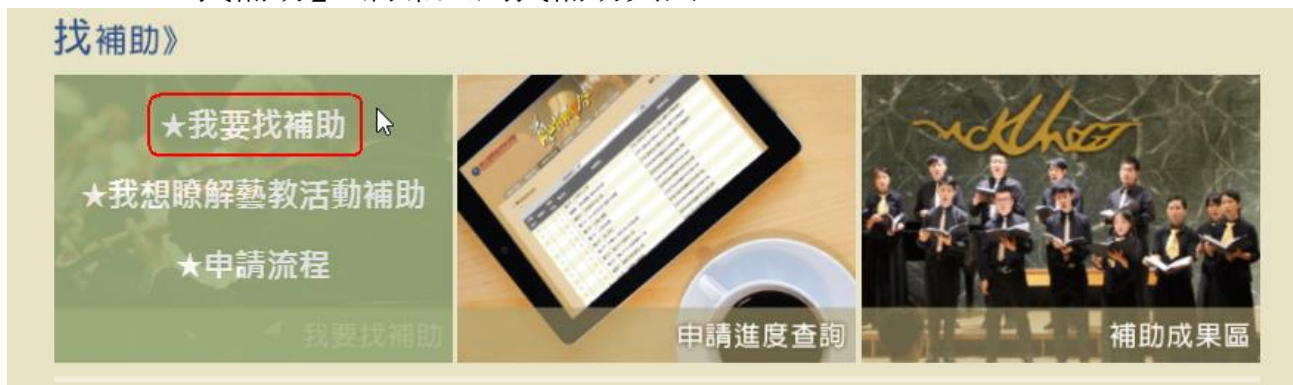 找補助》
★我要找補助
★我想瞭解藝教活動補助
★申請流程
我要找補助
申請進度查詢
補助成果區